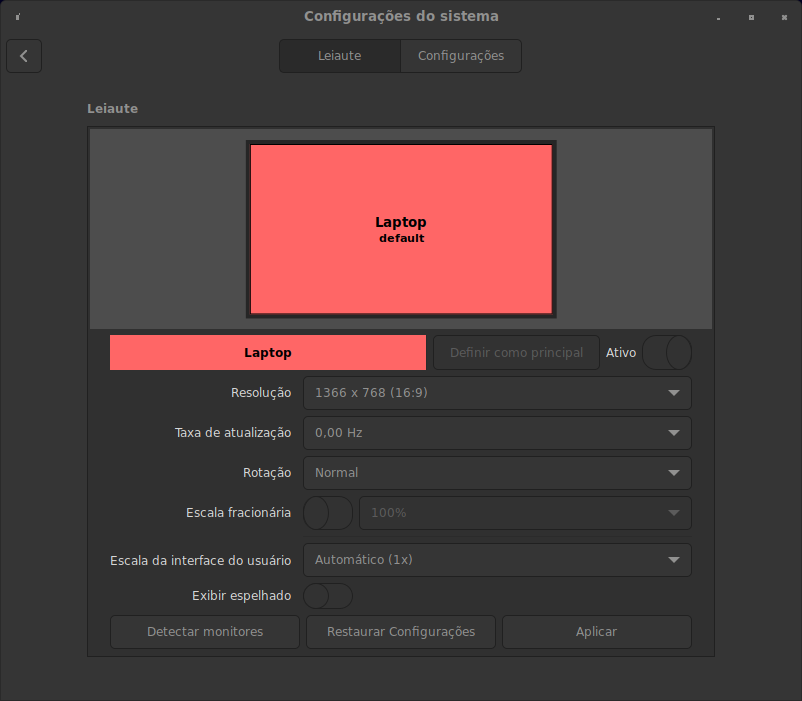 Configurações do sistema
Leiaute
Configurações
Leiaute
Laptop
default
Laptop
Definir como principal
Ativo
Resolução
1366 x 768 (16:9)
Taxa de atualização
0,00 Hz
Rotação
Normal
Escala fracionária
100%
Escala da interface do usuário
Automático (1x)
Exibir espelhado
Detectar monitores
Restaurar Configurações
Aplicar